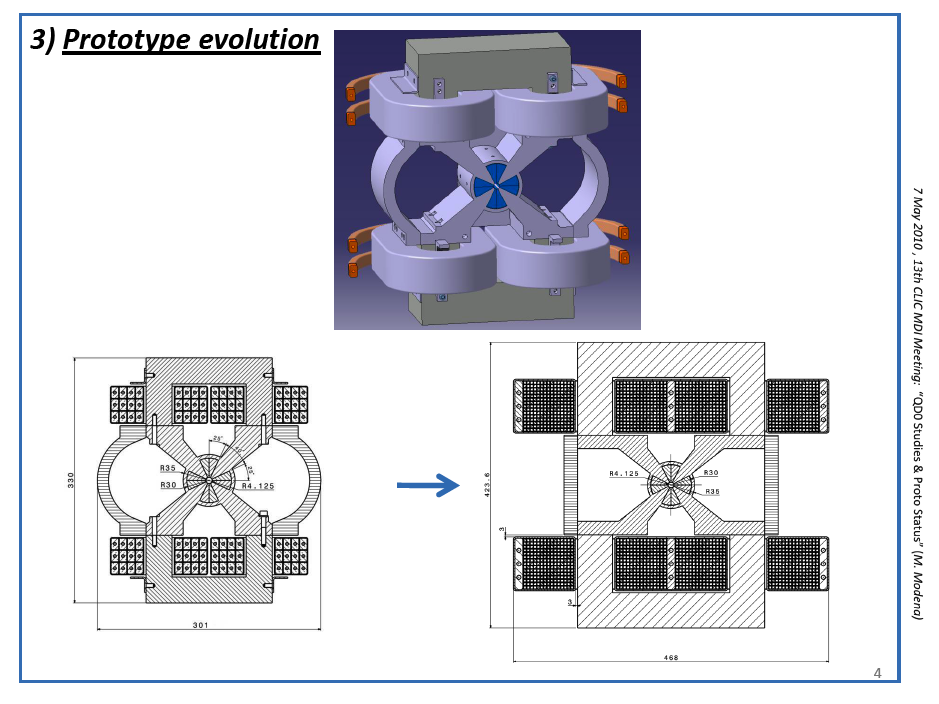 3) Prototype evolution
330
301
R35
R30
R4.125
25°
25°
423.6
468
3
3
R4.125
R30
R35
7 May 2010 , 13th CLIC MDI Meeting: “QD0 Studies & Proto Status” (M. Modena)
4